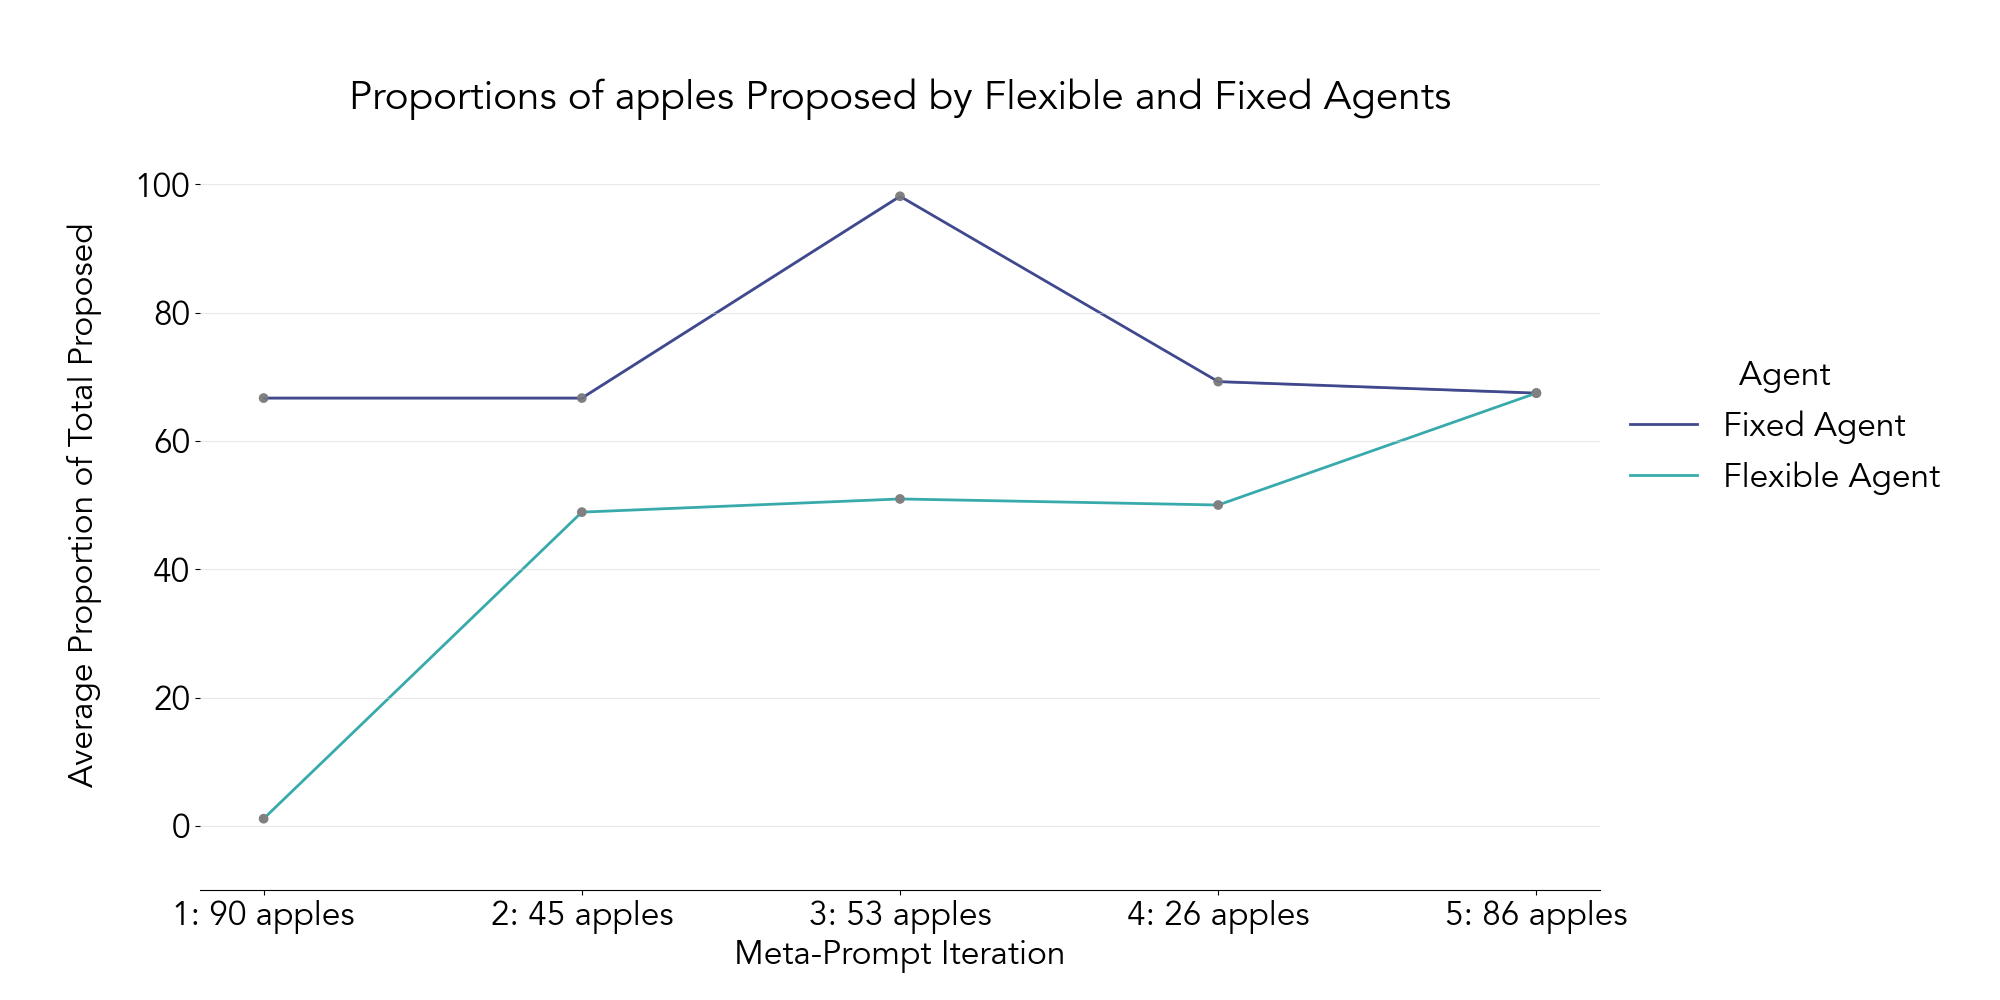 Proportions of apples Proposed by Flexible and Fixed Agents
Average Proportion of Total Proposed
100
80
60
40
20
0
1: 90 apples
2: 45 apples
3: 53 apples
4: 26 apples
5: 86 apples
Meta-Prompt Iteration
Agent
Fixed Agent
Flexible Agent